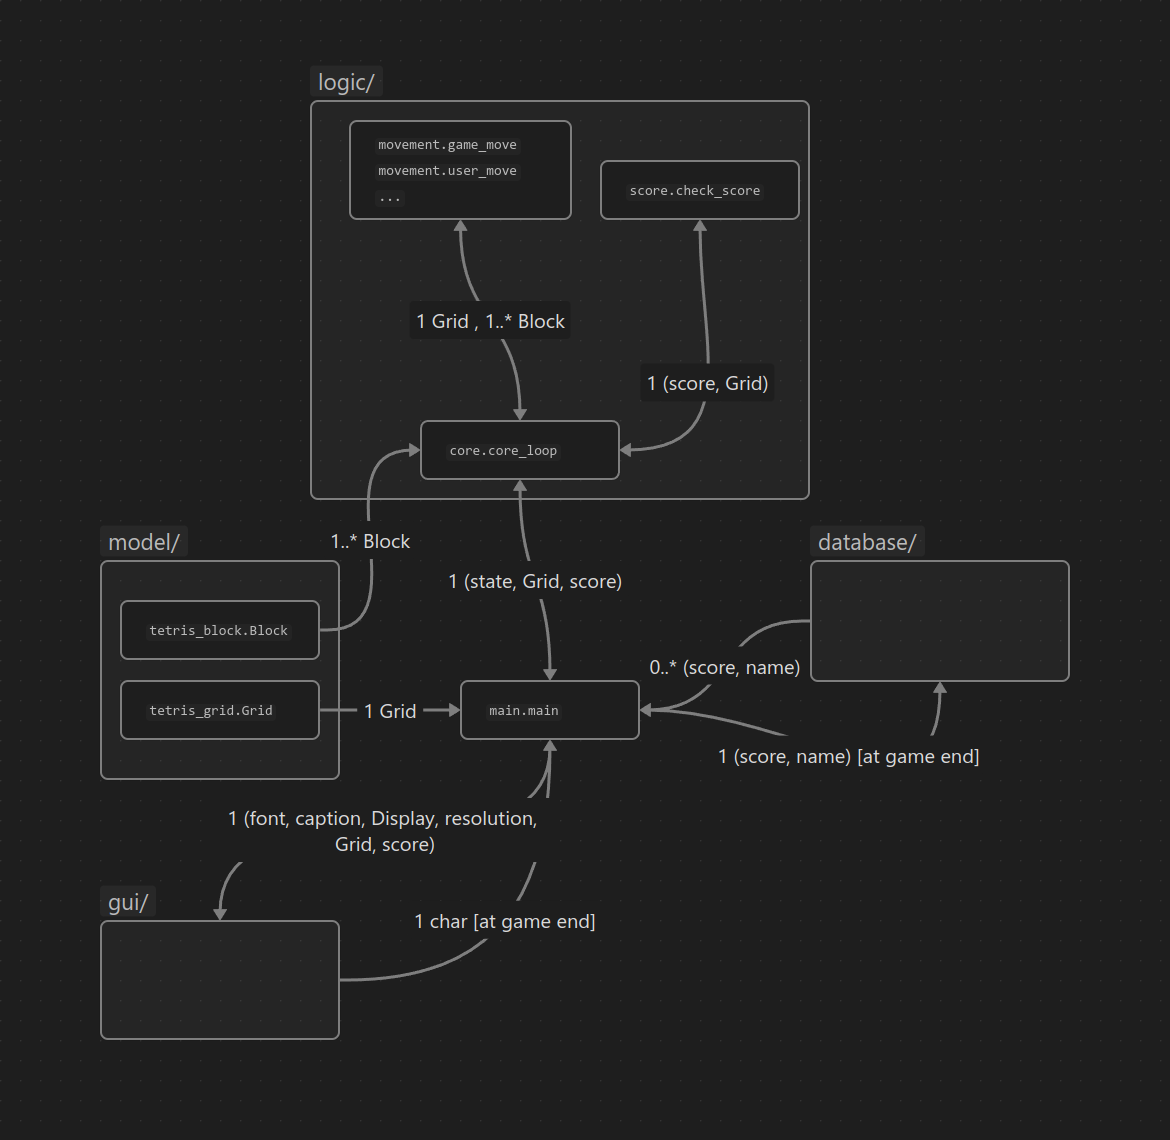 logic/
movement.game_move
movement.user_move
...
score.check_score
1 Grid , 1..* Block
1 (score, Grid)
core.core_loop
model/
1..* Block
database/
1 (state, Grid, score)
tetris_block.Block
0..* (score, name)
tetris_grid.Grid
1 Grid
main.main
1 (score, name) [at game end]
1 (font, caption, Display, resolution,
Grid, score)
gui/
1 char [at game end]